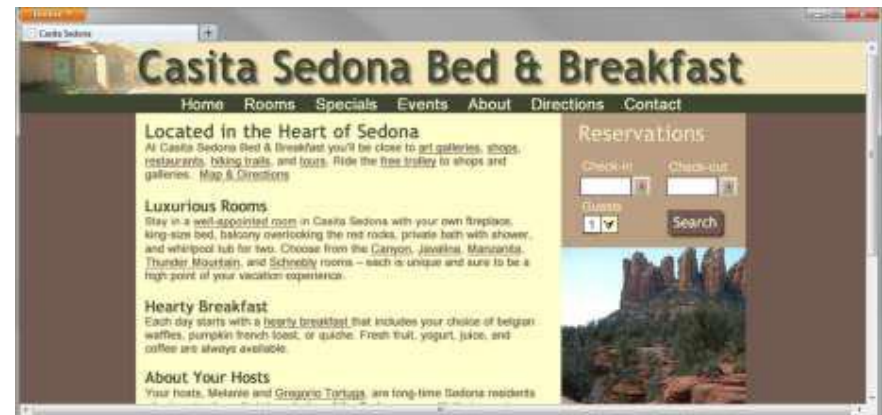 Casita Sedona
Casita Sedona Bed & Breakfast
Home Rooms Specials Events About Directions Contact
Located in the Heart of Sedona
At Casita Sedona Bed & Breakfast you'll be close to art galleries, shops,
restaurants, hiking trails, and tours. Ride the free trolley to shops and
galleries. Map & Directions
Luxurious Rooms
Stay in a well-appointed room in Casita Sedona with your own fireplace,
king-size bed, balcony overlooking the red rocks, private bath with shower,
and whirlpool tub for two. Choose from the Canyon, Javalina, Manzanita,
Thunder Mountain, and Schnebly rooms – each is unique and sure to be a
high point of your vacation experience.
Hearty Breakfast
Each day starts with a hearty breakfast that includes your choice of belgian
waffles, pumpkin french toast, or quiche. Fresh fruit, yogurt, juice, and
coffee are always available.
About Your Hosts
Your hosts, Melanie and Gregorio Tortuga, are long-time Sedona residents
Reservations
Check-in Check-out
Guests
1 Search